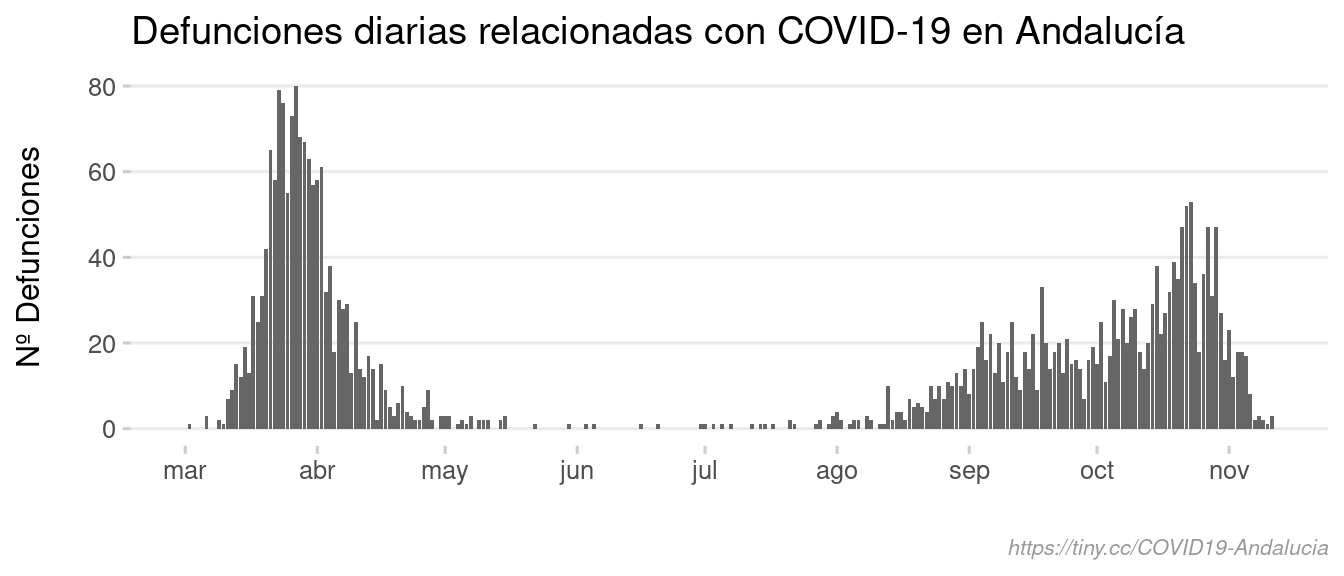 Defunciones diarias relacionadas con COVID-19 en Andalucía
Nº Defunciones
80
60
40
20
0
mar abr may jun jul ago sep oct nov
https://tiny.cc/COVID19-Andalucia